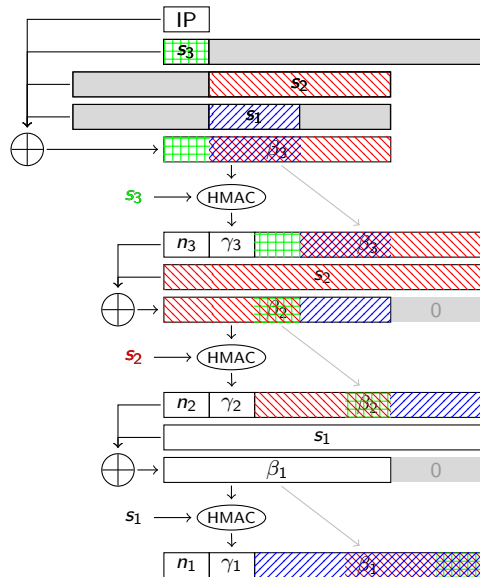 IP
s₃
s₂
s₁
β₃
s₃ HMAC
n₃ γ₃ β₃
s₂
β₂ 0
s₂ HMAC
n₂ γ₂ β₂
s₁
β₁ 0
s₁ HMAC
n₁ γ₁ β₁